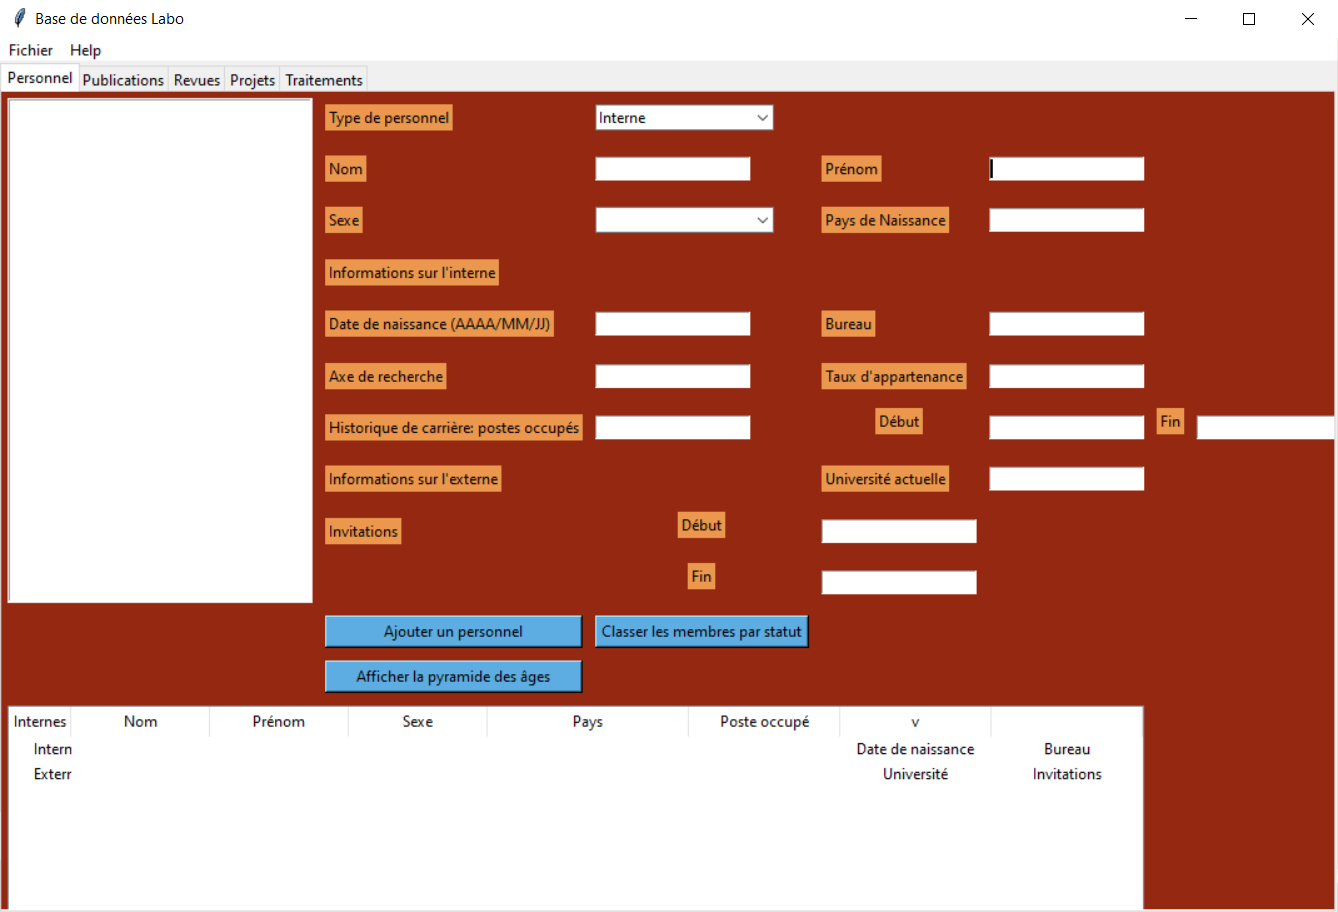 Base de données Labo
Fichier Help
Personnel Publications Revues Projets Traitements
Type de personnel Interne
Nom Prénom
Sexe Pays de Naissance
Informations sur l'interne
Date de naissance (AAAA/MM/JJ) Bureau
Axe de recherche Taux d'appartenance
Historique de carrière: postes occupés Début Fin
Informations sur l'externe Université actuelle
Invitations Début
Fin
Ajouter un personnel Classer les membres par statut
Afficher la pyramide des âges
Internes Nom Prénom Sexe Pays Poste occupé v
Intern Date de naissance Bureau
Exterr Université Invitations